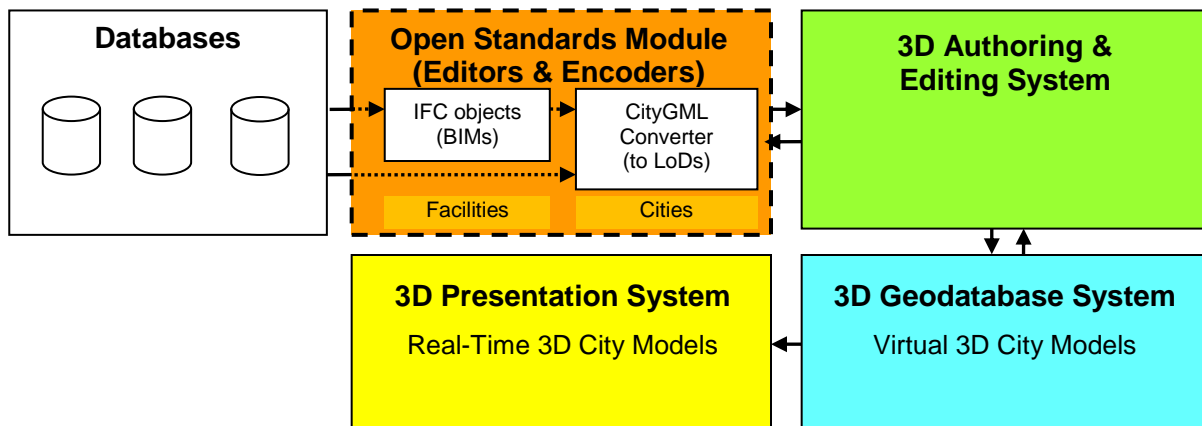 Databases
Open Standards Module
(Editors & Encoders)
IFC objects
(BIMs)
CityGML
Converter
(to LoDs)
Facilities
Cities
3D Authoring &
Editing System
3D Presentation System
Real-Time 3D City Models
3D Geodatabase System
Virtual 3D City Models